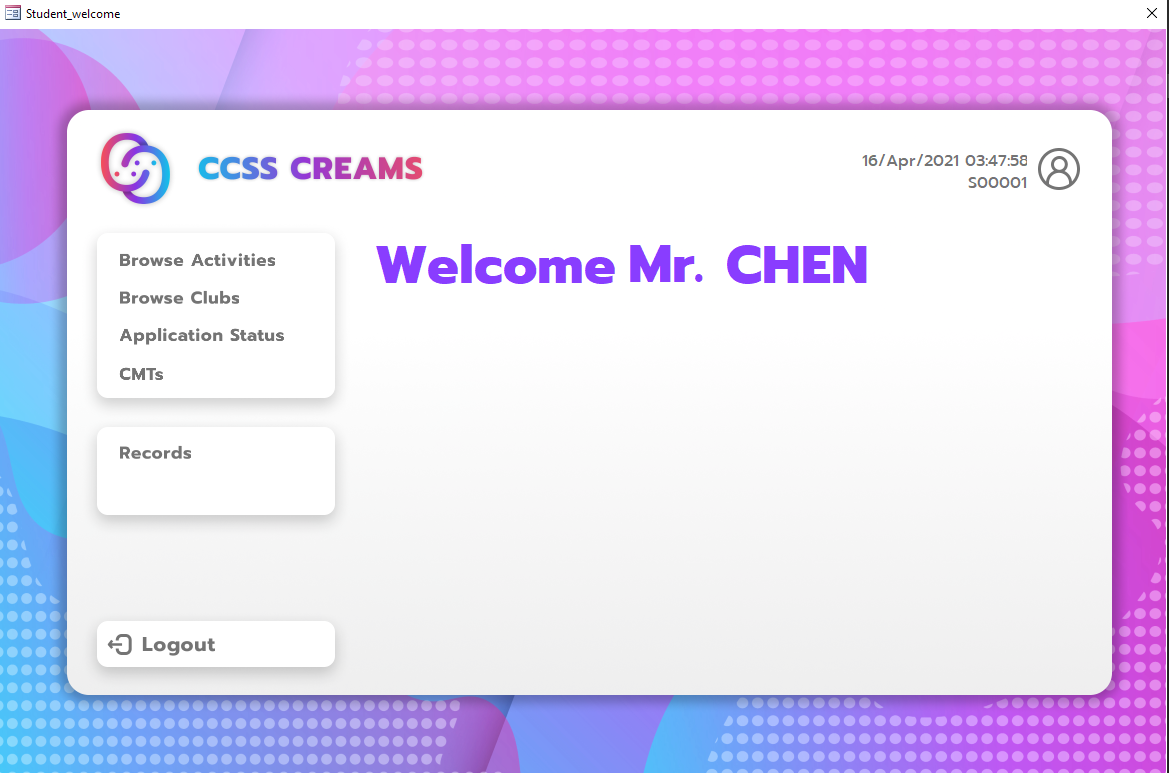 Student_welcome
CCSS CREAMS
16/Apr/2021 03:47:58
S00001
Browse Activities
Browse Clubs
Application Status
CMTs
Records
Logout
Welcome Mr. CHEN